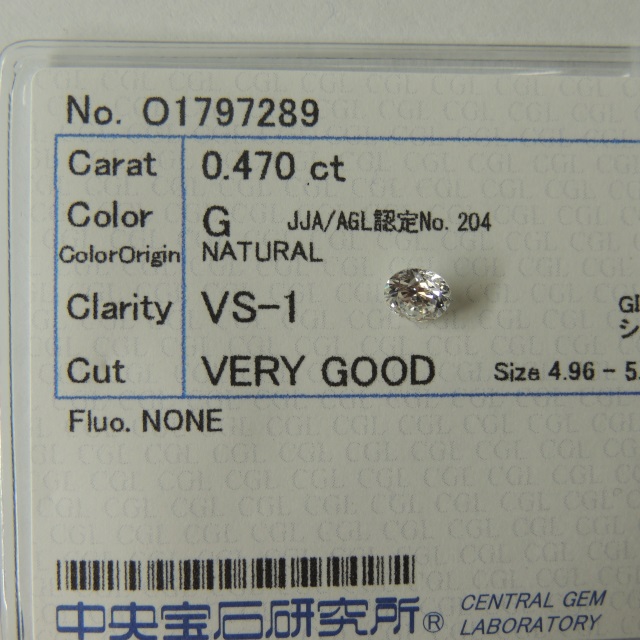 No. O1797289
Carat 0.470 ct
Color G JJA/AGL認定No. 204
ColorOrigin NATURAL
Clarity VS-1
Cut VERY GOOD Size 4.96 - 5.
Fluo. NONE
中央宝石研究所® CENTRAL GEM
LABORATORY